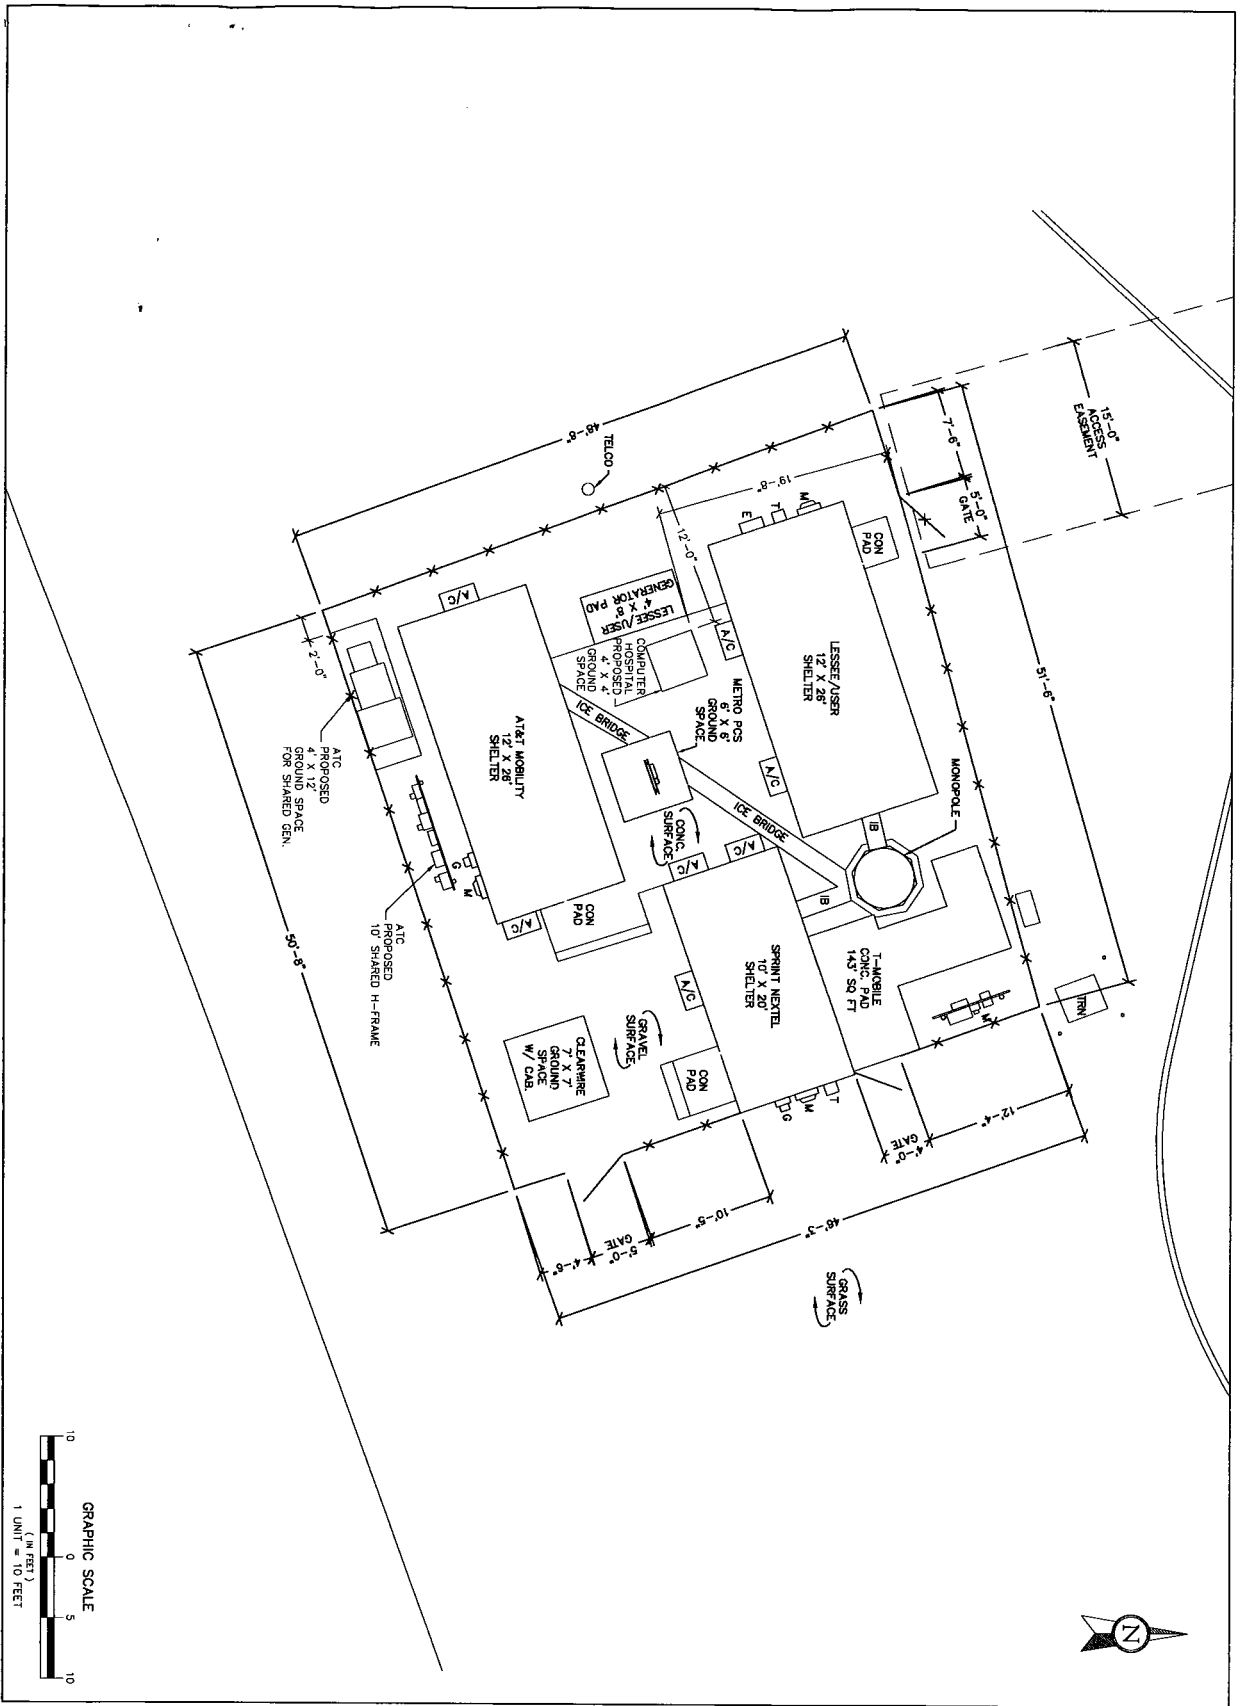 15'-0"
ACCESS
EASEMENT
7'-6"
5'-0"
GATE
51'-6"
48'-8"
TELCO
19'-8"
12'-0"
M
T
E
CON
PAD
LESSEE/USER
12' X 26'
SHELTER
A/C
A/C
LESSEE/USER
4' X 8'
GENERATOR PAD
COMPUTER
HOSPITAL
PROPOSED
4' X 4'
GROUND
SPACE
METRO PCS
6' X 6'
GROUND
SPACE
MONOPOLE
IB
ICE BRIDGE
ICE BRIDGE
IB
CONC.
SURFACE
A/C
A/C
A/C
AT&T MOBILITY
12' X 26'
SHELTER
A/C
CON
PAD
G
M
2'-0"
ATC
PROPOSED
4' X 12'
GROUND SPACE
FOR SHARED GEN.
ATC
PROPOSED
10' SHARED H-FRAME
50'-8"
T-MOBILE
CONC. PAD
143' SQ FT
SPRINT NEXTEL
10' X 20'
SHELTER
A/C
TRN
M
GRAVEL
SURFACE
CON
PAD
CLEARWIRE
7' X 7'
GROUND
SPACE
W/ CAB.
T
M
G
12'-4"
4'-0"
GATE
46'-3"
10'-5"
5'-0"
GATE
4'-6"
GRASS
SURFACE
N
GRAPHIC SCALE
10 0 5 10
( IN FEET )
1 UNIT = 10 FEET